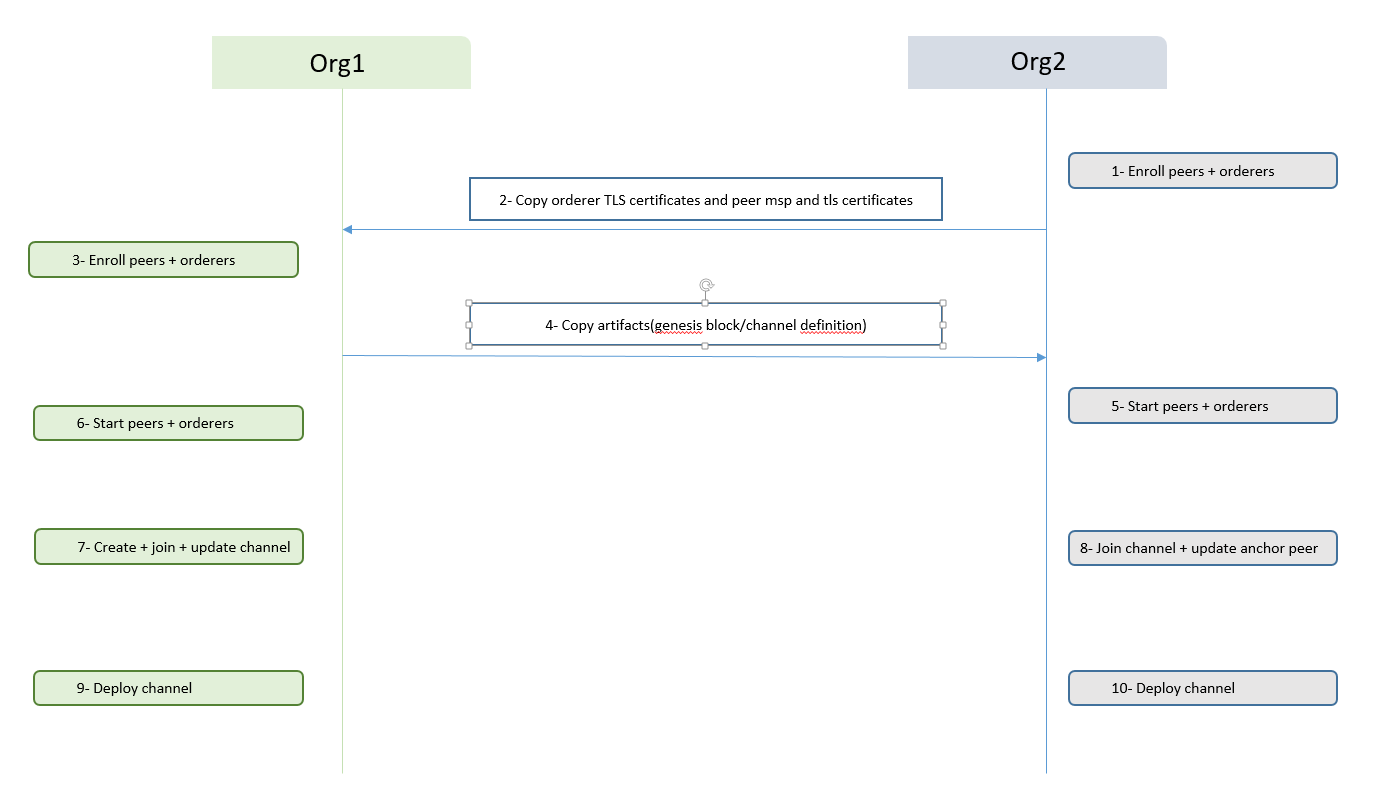 Org1
Org2
1- Enroll peers + orderers
2- Copy orderer TLS certificates and peer msp and tls certificates
3- Enroll peers + orderers
4- Copy artifacts(genesis block/channel definition)
5- Start peers + orderers
6- Start peers + orderers
7- Create + join + update channel
8- Join channel + update anchor peer
9- Deploy channel
10- Deploy channel